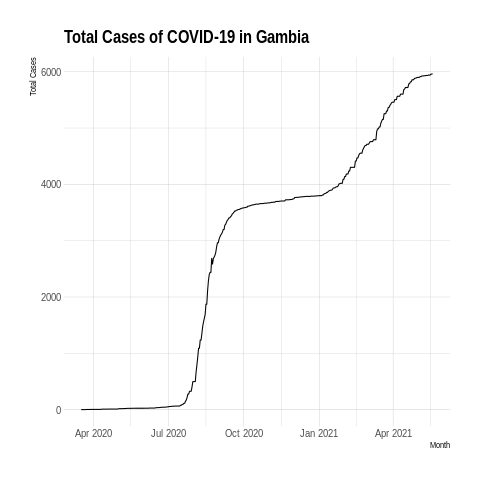 Total Cases of COVID-19 in Gambia
Total Cases
6000
4000
2000
0
Apr 2020 Jul 2020 Oct 2020 Jan 2021 Apr 2021
Month